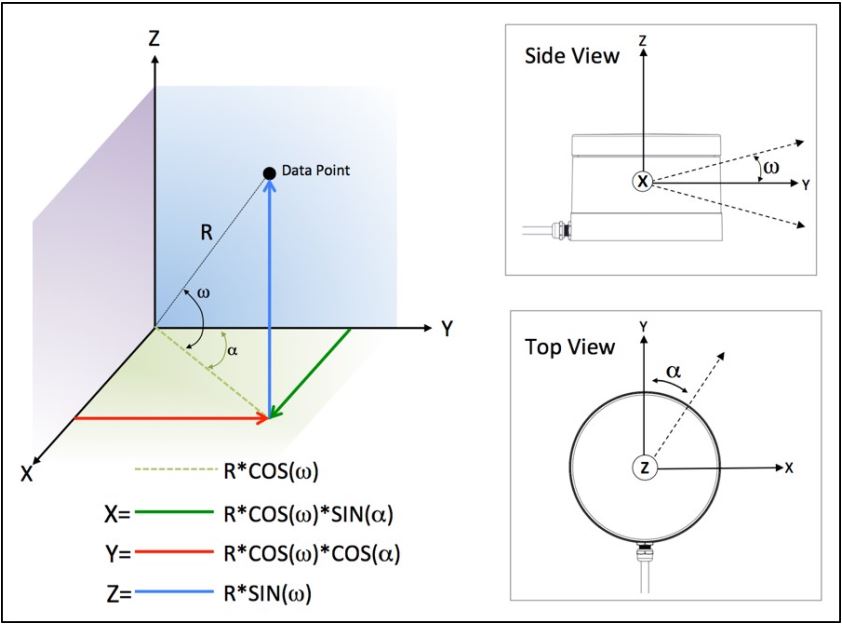 Z
Data Point
R
ω
α
Y
X
R*COS(ω)
X= R*COS(ω)*SIN(α)
Y= R*COS(ω)*COS(α)
Z= R*SIN(ω)
Side View
Z
X
ω
Y
Top View
Y
α
Z
X